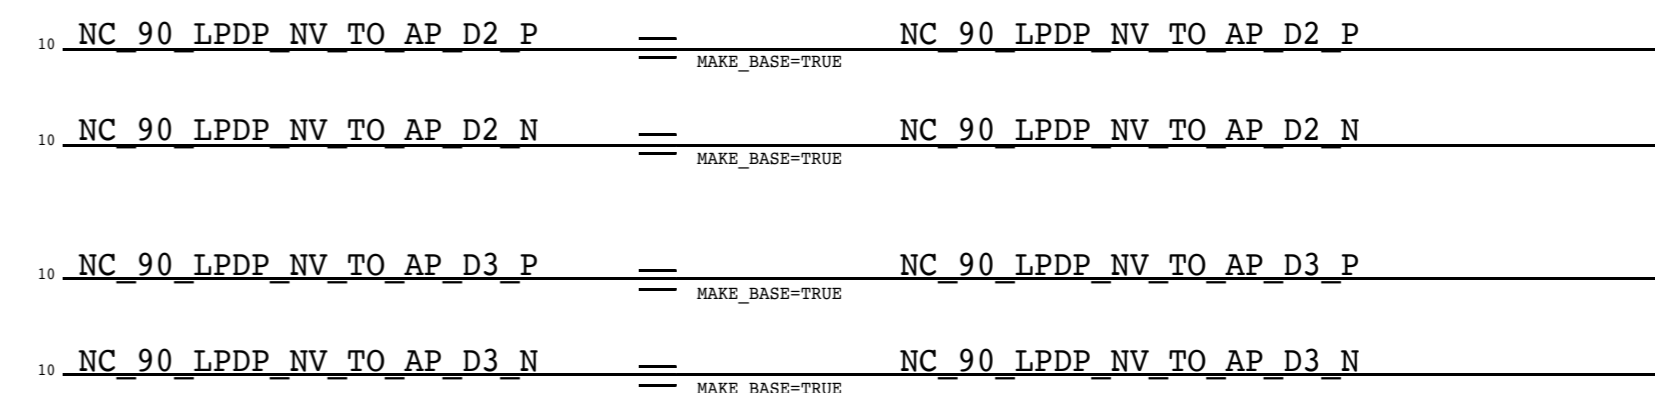 10 NC_90_LPDP_NV_TO_AP_D2_P NC_90_LPDP_NV_TO_AP_D2_P
MAKE_BASE=TRUE
10 NC_90_LPDP_NV_TO_AP_D2_N NC_90_LPDP_NV_TO_AP_D2_N
MAKE_BASE=TRUE
10 NC_90_LPDP_NV_TO_AP_D3_P NC_90_LPDP_NV_TO_AP_D3_P
MAKE_BASE=TRUE
10 NC_90_LPDP_NV_TO_AP_D3_N NC_90_LPDP_NV_TO_AP_D3_N
MAKE_BASE=TRUE